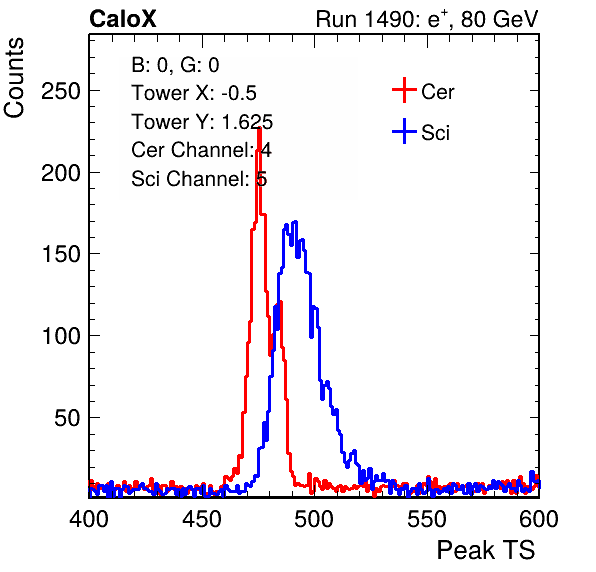 CaloX Run 1490: e+, 80 GeV
Counts
B: 0, G: 0
Tower X: -0.5
Tower Y: 1.625
Cer Channel: 4
Sci Channel: 5
Cer
Sci
250
200
150
100
50
400 450 500 550 600
Peak TS